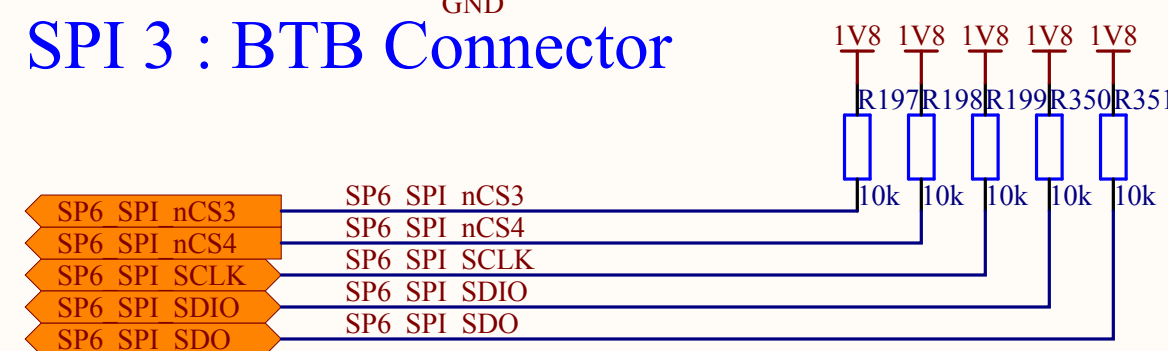 GND
SPI 3 : BTB Connector
1V8 1V8 1V8 1V8 1V8
R197 R198 R199 R350 R351
10k 10k 10k 10k 10k
SP6_SPI_nCS3 SP6_SPI_nCS3
SP6_SPI_nCS4 SP6_SPI_nCS4
SP6_SPI_SCLK SP6_SPI_SCLK
SP6_SPI_SDIO SP6_SPI_SDIO
SP6_SPI_SDO SP6_SPI_SDO